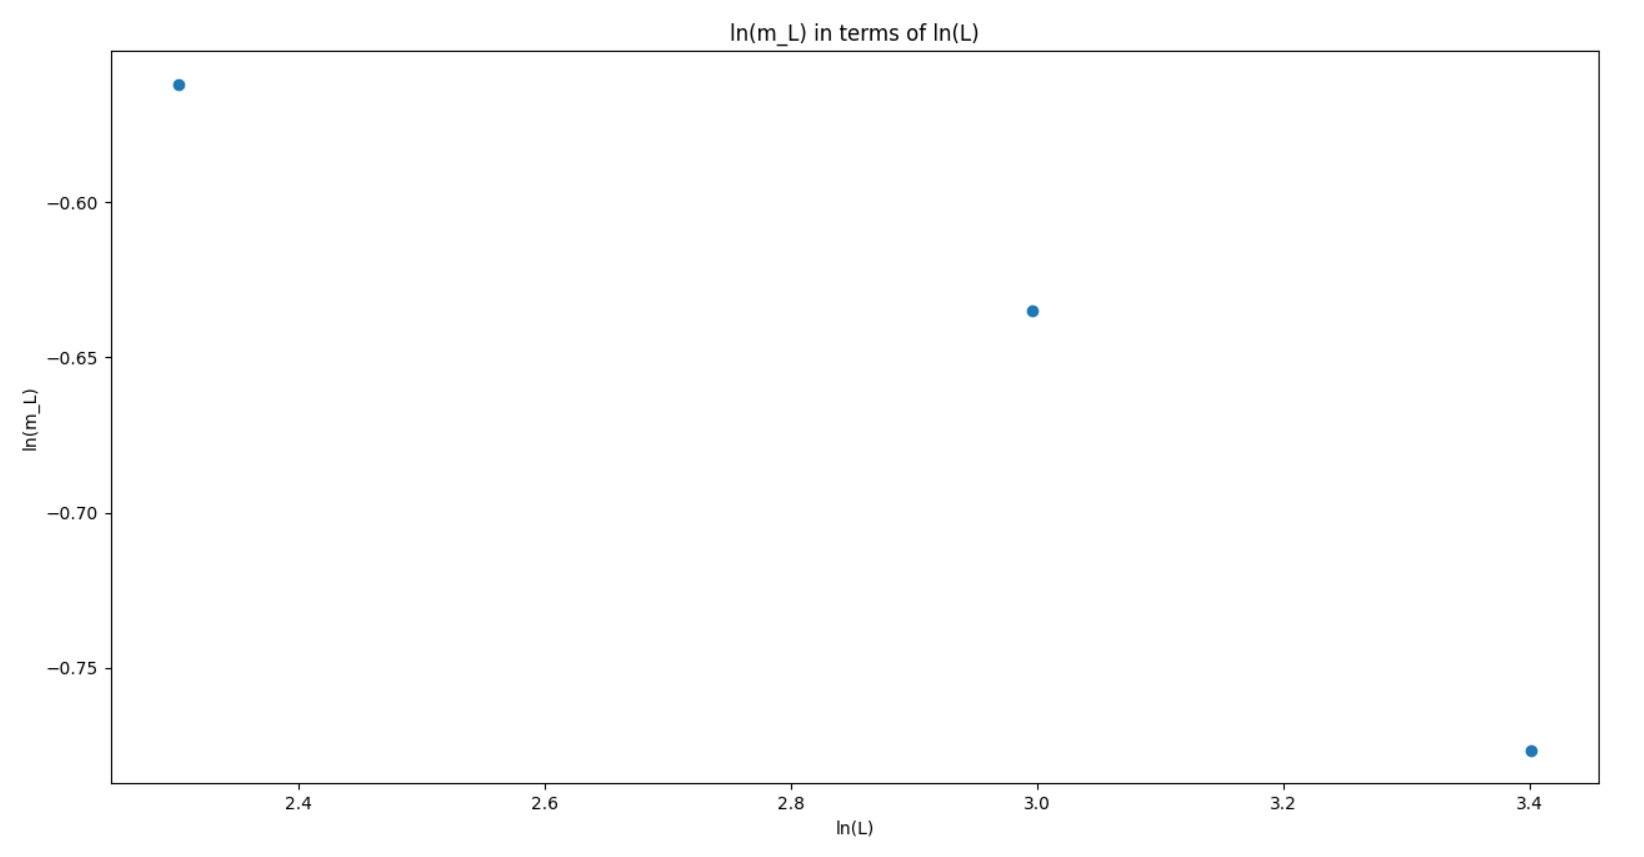 ln(m_L) in terms of ln(L)
−0.60
−0.65
−0.70
−0.75
ln(m_L)
2.4 2.6 2.8 3.0 3.2 3.4
ln(L)